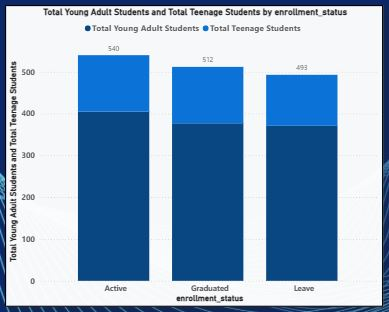 Total Young Adult Students and Total Teenage Students by enrollment_status
Total Young Adult Students Total Teenage Students
540
512
493
Total Young Adult Students and Total Teenage Students
500
400
300
200
100
0
Active Graduated Leave
enrollment_status